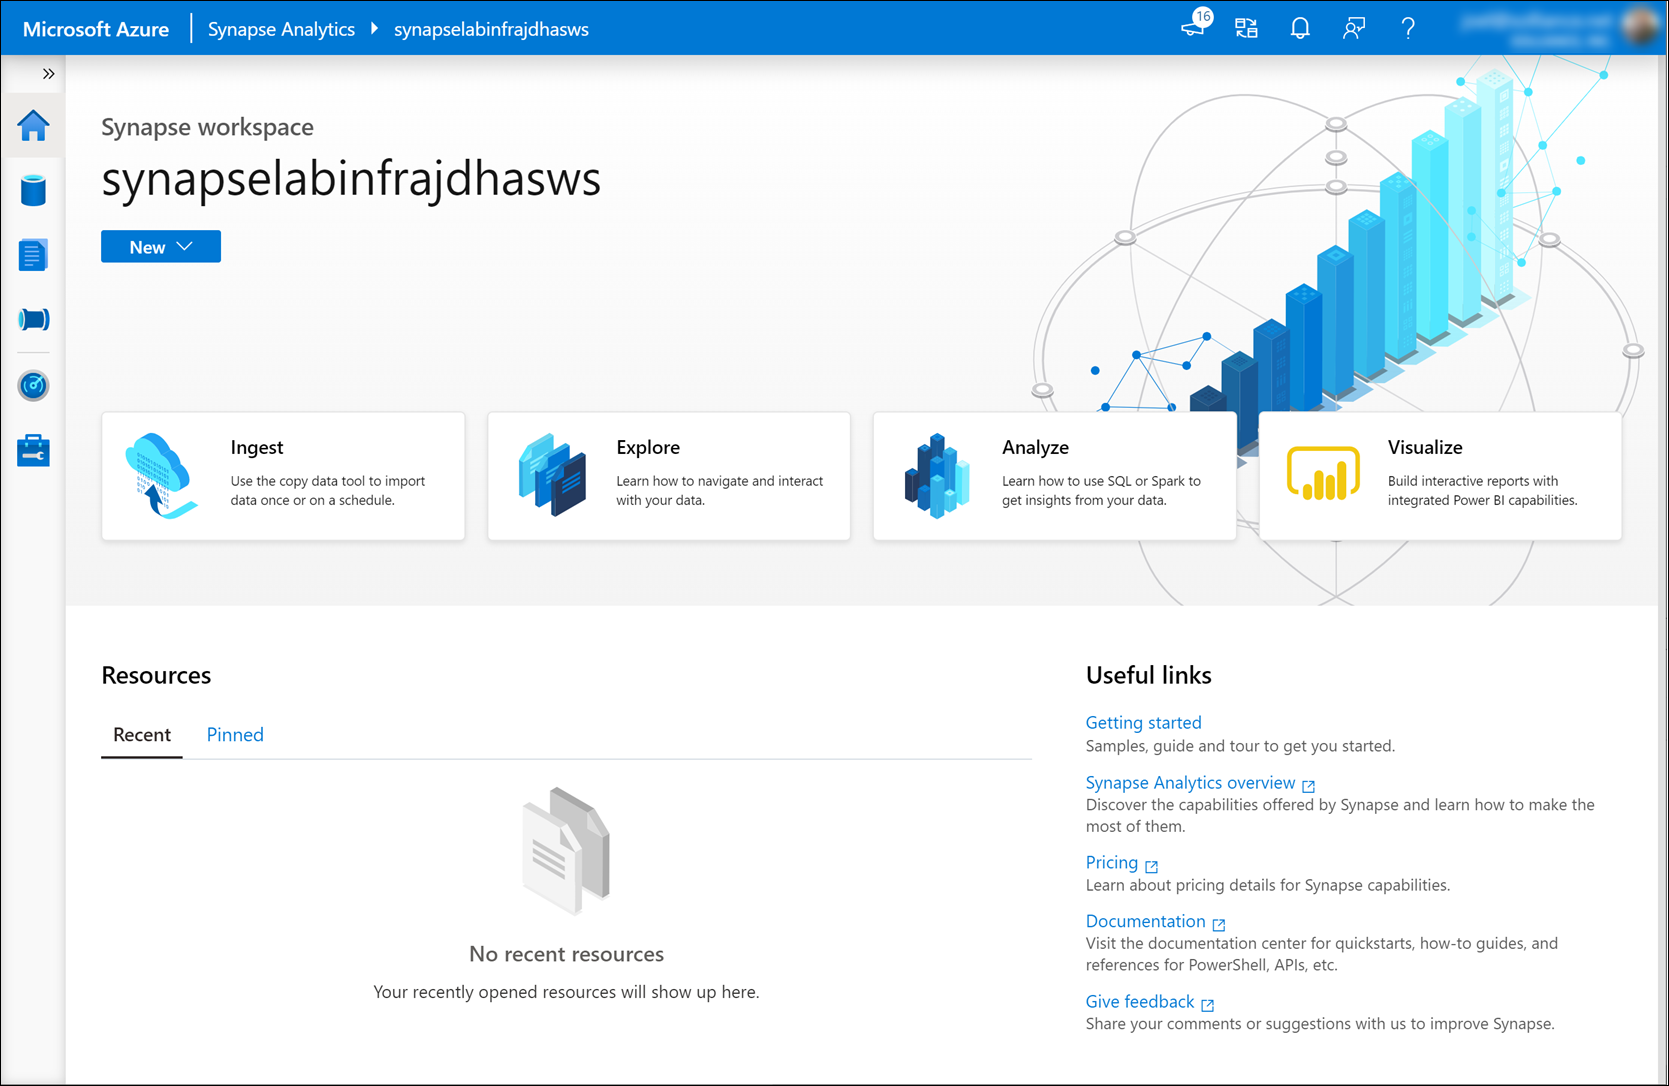 Microsoft Azure
Synapse Analytics
synapselabinfrajdhasws
16
Synapse workspace
synapselabinfrajdhasws
New
Ingest
Use the copy data tool to import
data once or on a schedule.
Explore
Learn how to navigate and interact
with your data.
Analyze
Learn how to use SQL or Spark to
get insights from your data.
Visualize
Build interactive reports with
integrated Power BI capabilities.
Resources
Recent
Pinned
No recent resources
Your recently opened resources will show up here.
Useful links
Getting started
Samples, guide and tour to get you started.
Synapse Analytics overview
Discover the capabilities offered by Synapse and learn how to make the
most of them.
Pricing
Learn about pricing details for Synapse capabilities.
Documentation
Visit the documentation center for quickstarts, how-to guides, and
references for PowerShell, APIs, etc.
Give feedback
Share your comments or suggestions with us to improve Synapse.